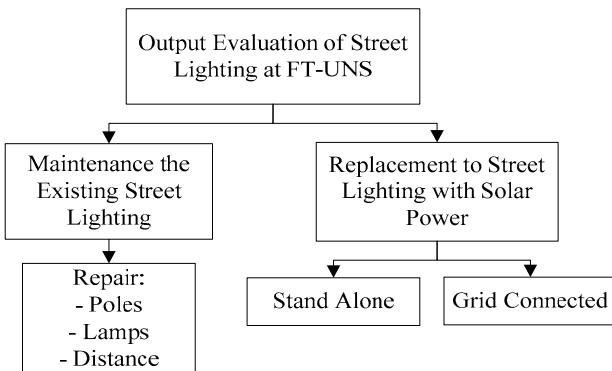 Output Evaluation of Street
Lighting at FT-UNS
Maintenance the
Existing Street
Lighting
Replacement to Street
Lighting with Solar
Power
Repair:
- Poles
- Lamps
- Distance
Stand Alone
Grid Connected